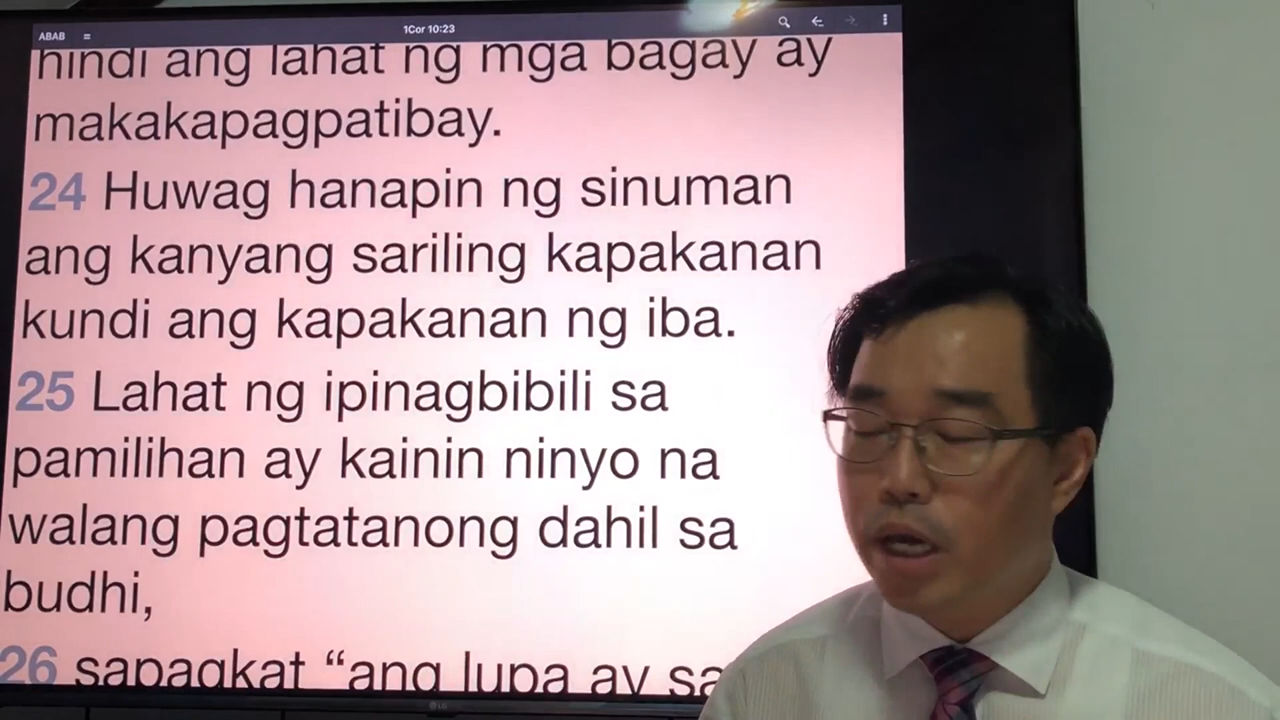 ABAB
1Cor 10:23
hindi ang lahat ng mga bagay ay
makakapagpatibay.
24 Huwag hanapin ng sinuman
ang kanyang sariling kapakanan
kundi ang kapakanan ng iba.
25 Lahat ng ipinagbibili sa
pamilihan ay kainin ninyo na
walang pagtatanong dahil sa
budhi,
26 sapagkat “ang lupa ay sa
LG